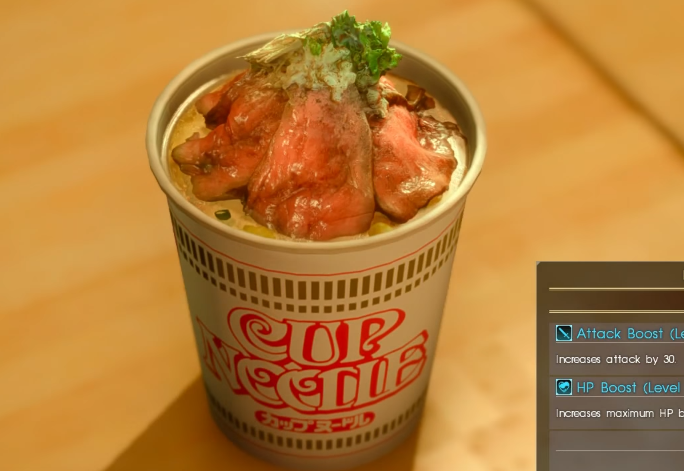 CUP
NOODLE
カップヌードル
Attack Boost (Le
Increases attack by 30.
HP Boost (Level
Increases maximum HP b